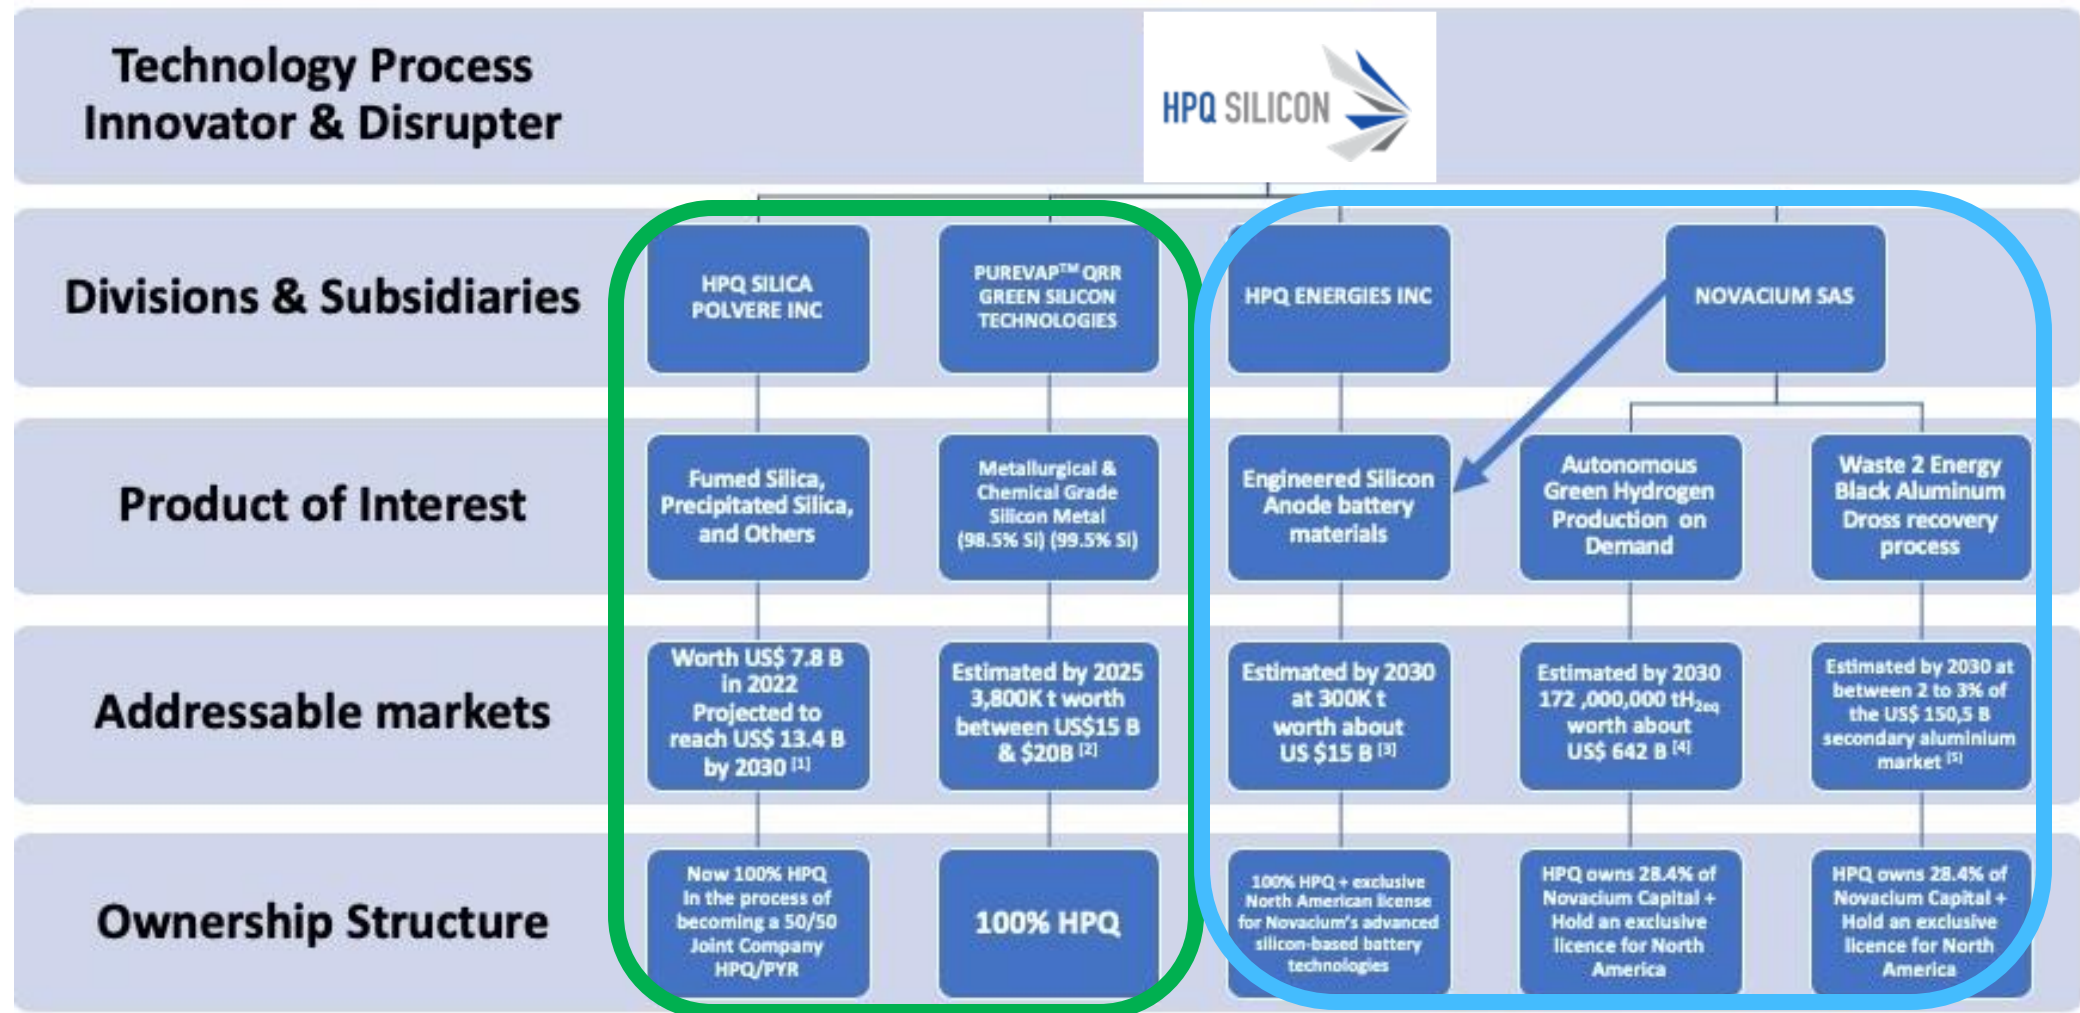 Technology Process
Innovator & Disrupter
HPQ SILICON
Divisions & Subsidiaries
HPQ SILICA
POLVERE INC
PUREVAP™ QRR
GREEN SILICON
TECHNOLOGIES
HPQ ENERGIES INC
NOVACIUM SAS
Product of Interest
Fumed Silica,
Precipitated Silica,
and Others
Metallurgical &
Chemical Grade
Silicon Metal
(98.5% Si) (99.5% Si)
Engineered Silicon
Anode battery
materials
Autonomous
Green Hydrogen
Production on
Demand
Waste 2 Energy
Black Aluminum
Dross recovery
process
Addressable markets
Worth US$ 7.8 B
in 2022
Projected to
reach US$ 13.4 B
by 2030 [1]
Estimated by 2025
3,800K t worth
between US$15 B
& $20B [2]
Estimated by 2030
at 300K t
worth about
US $15 B [3]
Estimated by 2030
172 ,000,000 tH2eq
worth about
US$ 642 B [4]
Estimated by 2030 at
between 2 to 3% of
the US$ 150,5 B
secondary aluminium
market [5]
Ownership Structure
Now 100% HPQ
In the process of
becoming a 50/50
Joint Company
HPQ/PYR
100% HPQ
100% HPQ + exclusive
North American license
for Novacium's advanced
silicon-based battery
technologies
HPQ owns 28.4% of
Novacium Capital +
Hold an exclusive
licence for North
America
HPQ owns 28.4% of
Novacium Capital +
Hold an exclusive
licence for North
America